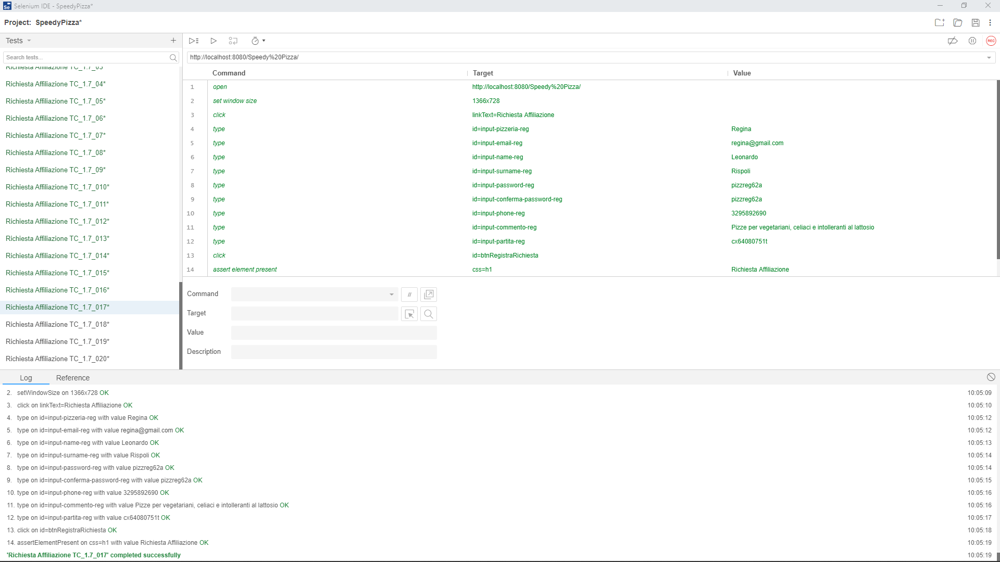 Selenium IDE - SpeedyPizza*
Project: SpeedyPizza*
Tests
Search tests...
REC
http://localhost:8080/Speedy%20Pizza/
Richiesta Affiliazione TC_1.7_03*
Richiesta Affiliazione TC_1.7_04*
Richiesta Affiliazione TC_1.7_05*
Richiesta Affiliazione TC_1.7_06*
Richiesta Affiliazione TC_1.7_07*
Richiesta Affiliazione TC_1.7_08*
Richiesta Affiliazione TC_1.7_09*
Richiesta Affiliazione TC_1.7_010*
Richiesta Affiliazione TC_1.7_011*
Richiesta Affiliazione TC_1.7_012*
Richiesta Affiliazione TC_1.7_013*
Richiesta Affiliazione TC_1.7_014*
Richiesta Affiliazione TC_1.7_015*
Richiesta Affiliazione TC_1.7_016*
Richiesta Affiliazione TC_1.7_017*
Richiesta Affiliazione TC_1.7_018*
Richiesta Affiliazione TC_1.7_019*
Richiesta Affiliazione TC_1.7_020*
Command Target Value
1 open http://localhost:8080/Speedy%20Pizza/
2 set window size 1366x728
3 click linkText=Richiesta Affiliazione
4 type id=input-pizzeria-reg Regina
5 type id=input-email-reg regina@gmail.com
6 type id=input-name-reg Leonardo
7 type id=input-surname-reg Rispoli
8 type id=input-password-reg pizzreg62a
9 type id=input-conferma-password-reg pizzreg62a
10 type id=input-phone-reg 3295892690
11 type id=input-commento-reg Pizze per vegetariani, celiaci e intolleranti al lattosio
12 type id=input-partita-reg cx64080751t
13 click id=btnRegistraRichiesta
14 assert element present css=h1 Richiesta Affiliazione
Command //
Target
Value
Description
Log Reference
2. setWindowSize on 1366x728 OK 10:05:09
3. click on linkText=Richiesta Affiliazione OK 10:05:10
4. type on id=input-pizzeria-reg with value Regina OK 10:05:12
5. type on id=input-email-reg with value regina@gmail.com OK 10:05:12
6. type on id=input-name-reg with value Leonardo OK 10:05:13
7. type on id=input-surname-reg with value Rispoli OK 10:05:14
8. type on id=input-password-reg with value pizzreg62a OK 10:05:14
9. type on id=input-conferma-password-reg with value pizzreg62a OK 10:05:15
10. type on id=input-phone-reg with value 3295892690 OK 10:05:16
11. type on id=input-commento-reg with value Pizze per vegetariani, celiaci e intolleranti al lattosio OK 10:05:16
12. type on id=input-partita-reg with value cx64080751t OK 10:05:17
13. click on id=btnRegistraRichiesta OK 10:05:18
14. assertElementPresent on css=h1 with value Richiesta Affiliazione OK 10:05:19
'Richiesta Affiliazione TC_1.7_017' completed successfully 10:05:19